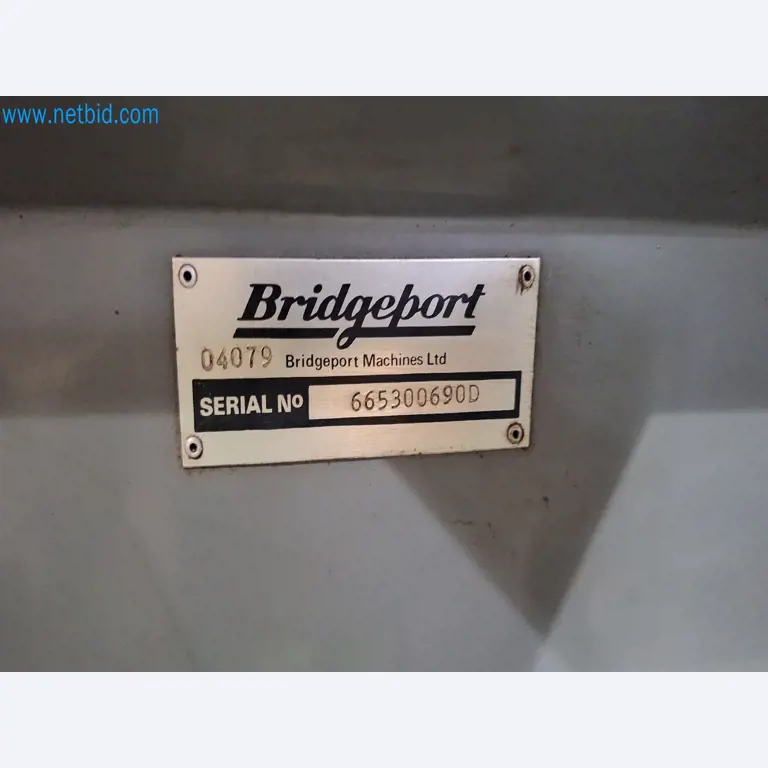 www.netbid.com
Bridgeport
04079 Bridgeport Machines Ltd
SERIAL No 665300690D